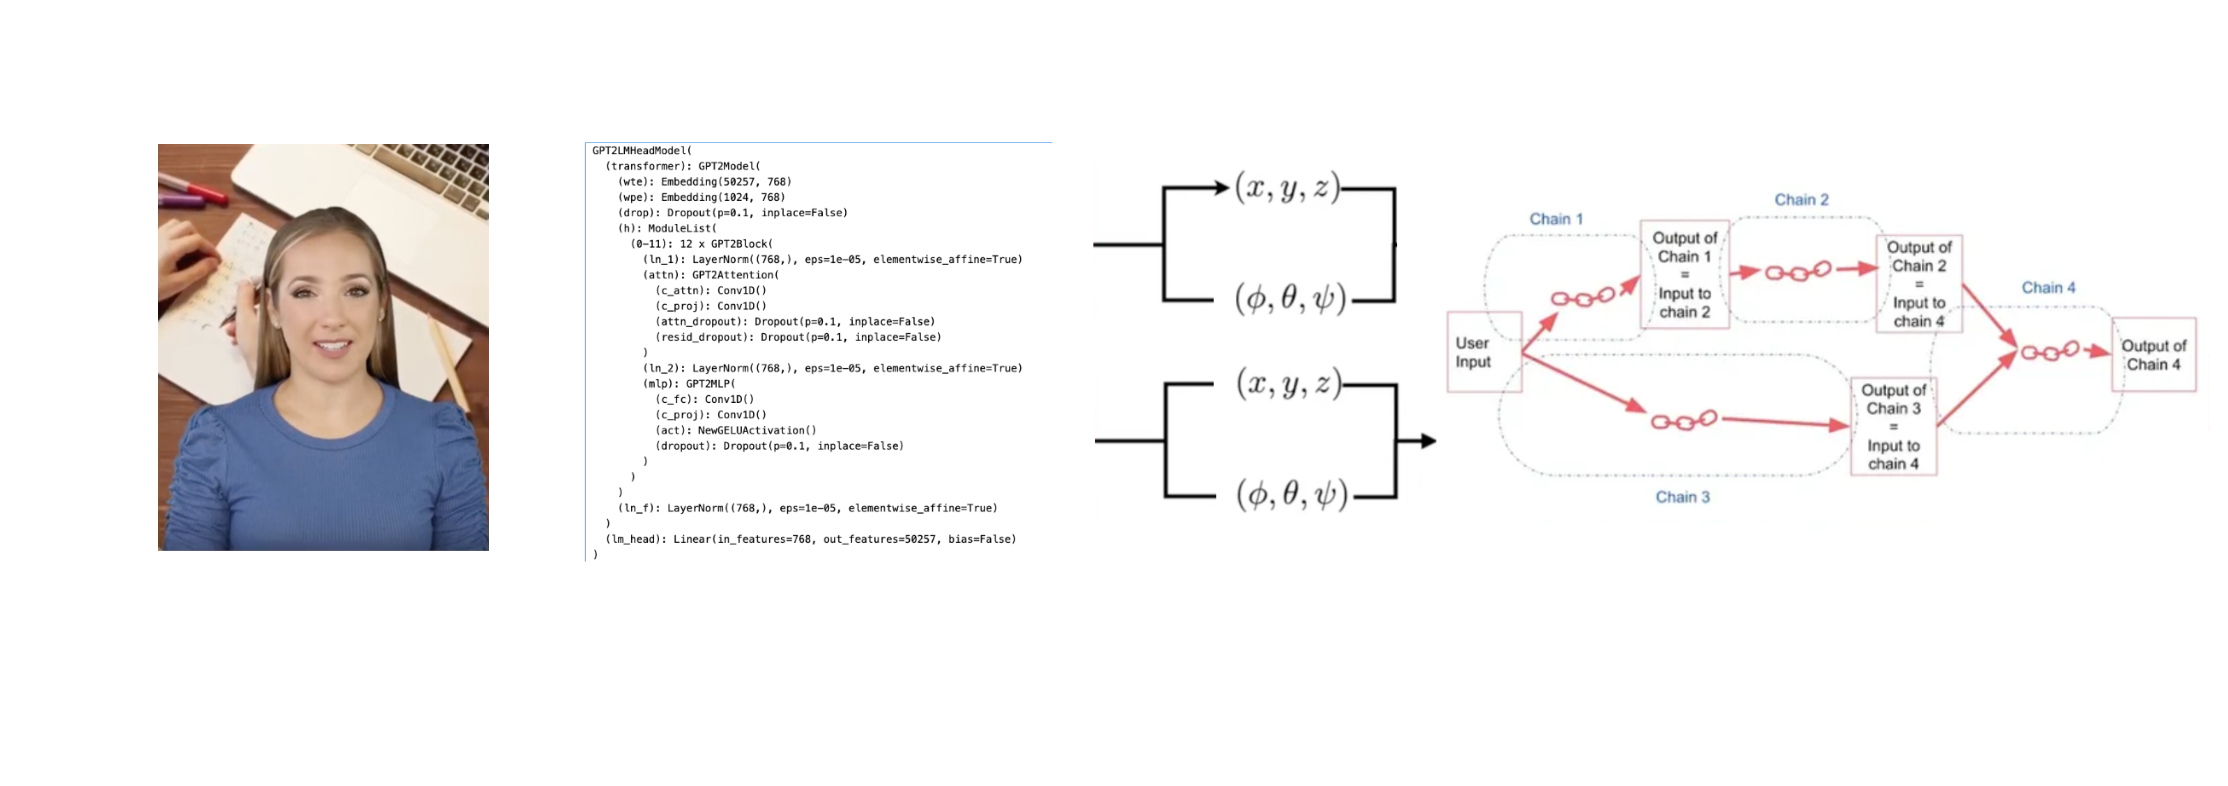 GPT2LMHeadModel(
(transformer): GPT2Model(
(wte): Embedding(50257, 768)
(wpe): Embedding(1024, 768)
(drop): Dropout(p=0.1, inplace=False)
(h): ModuleList(
(0-11): 12 x GPT2Block(
(ln_1): LayerNorm((768,), eps=1e-05, elementwise_affine=True)
(attn): GPT2Attention(
(c_attn): Conv1D()
(c_proj): Conv1D()
(attn_dropout): Dropout(p=0.1, inplace=False)
(resid_dropout): Dropout(p=0.1, inplace=False)
)
(ln_2): LayerNorm((768,), eps=1e-05, elementwise_affine=True)
(mlp): GPT2MLP(
(c_fc): Conv1D()
(c_proj): Conv1D()
(act): NewGELUActivation()
(dropout): Dropout(p=0.1, inplace=False)
)
)
)
(ln_f): LayerNorm((768,), eps=1e-05, elementwise_affine=True)
)
(lm_head): Linear(in_features=768, out_features=50257, bias=False)
)
(x, y, z)
(ϕ, θ, ψ)
(x, y, z)
(ϕ, θ, ψ)
Chain 1
Chain 2
Chain 4
Chain 3
User
Input
Output of
Chain 1
=
Input to
chain 2
Output of
Chain 2
=
Input to
chain 4
Output of
Chain 3
=
Input to
chain 4
Output of
Chain 4